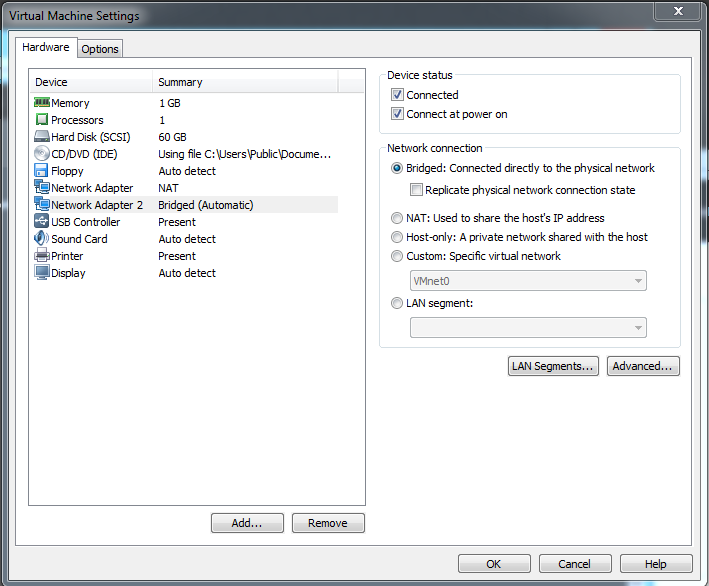 Virtual Machine Settings
X
Hardware
Options
Device Summary
Memory 1 GB
Processors 1
Hard Disk (SCSI) 60 GB
CD/DVD (IDE) Using file C:\Users\Public\Docume...
Floppy Auto detect
Network Adapter NAT
Network Adapter 2 Bridged (Automatic)
USB Controller Present
Sound Card Auto detect
Printer Present
Display Auto detect
Add...
Remove
Device status
Connected
Connect at power on
Network connection
Bridged: Connected directly to the physical network
Replicate physical network connection state
NAT: Used to share the host's IP address
Host-only: A private network shared with the host
Custom: Specific virtual network
VMnet0
LAN segment:
LAN Segments...
Advanced...
OK
Cancel
Help